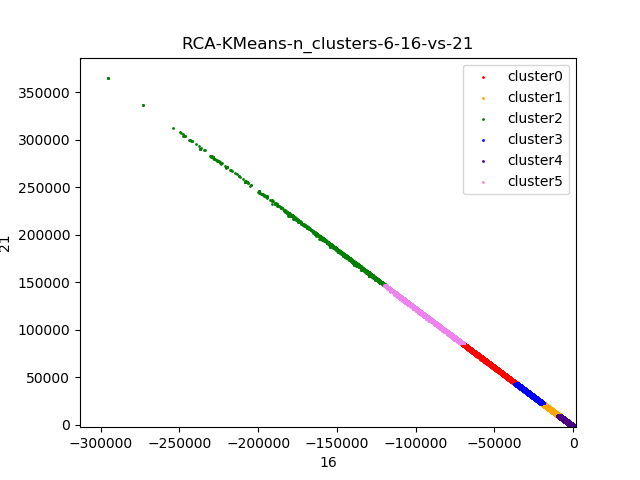 RCA-KMeans-n_clusters-6-16-vs-21
350000
300000
250000
200000
150000
100000
50000
0
21
cluster0
cluster1
cluster2
cluster3
cluster4
cluster5
−300000 −250000 −200000 −150000 −100000 −50000 0
16